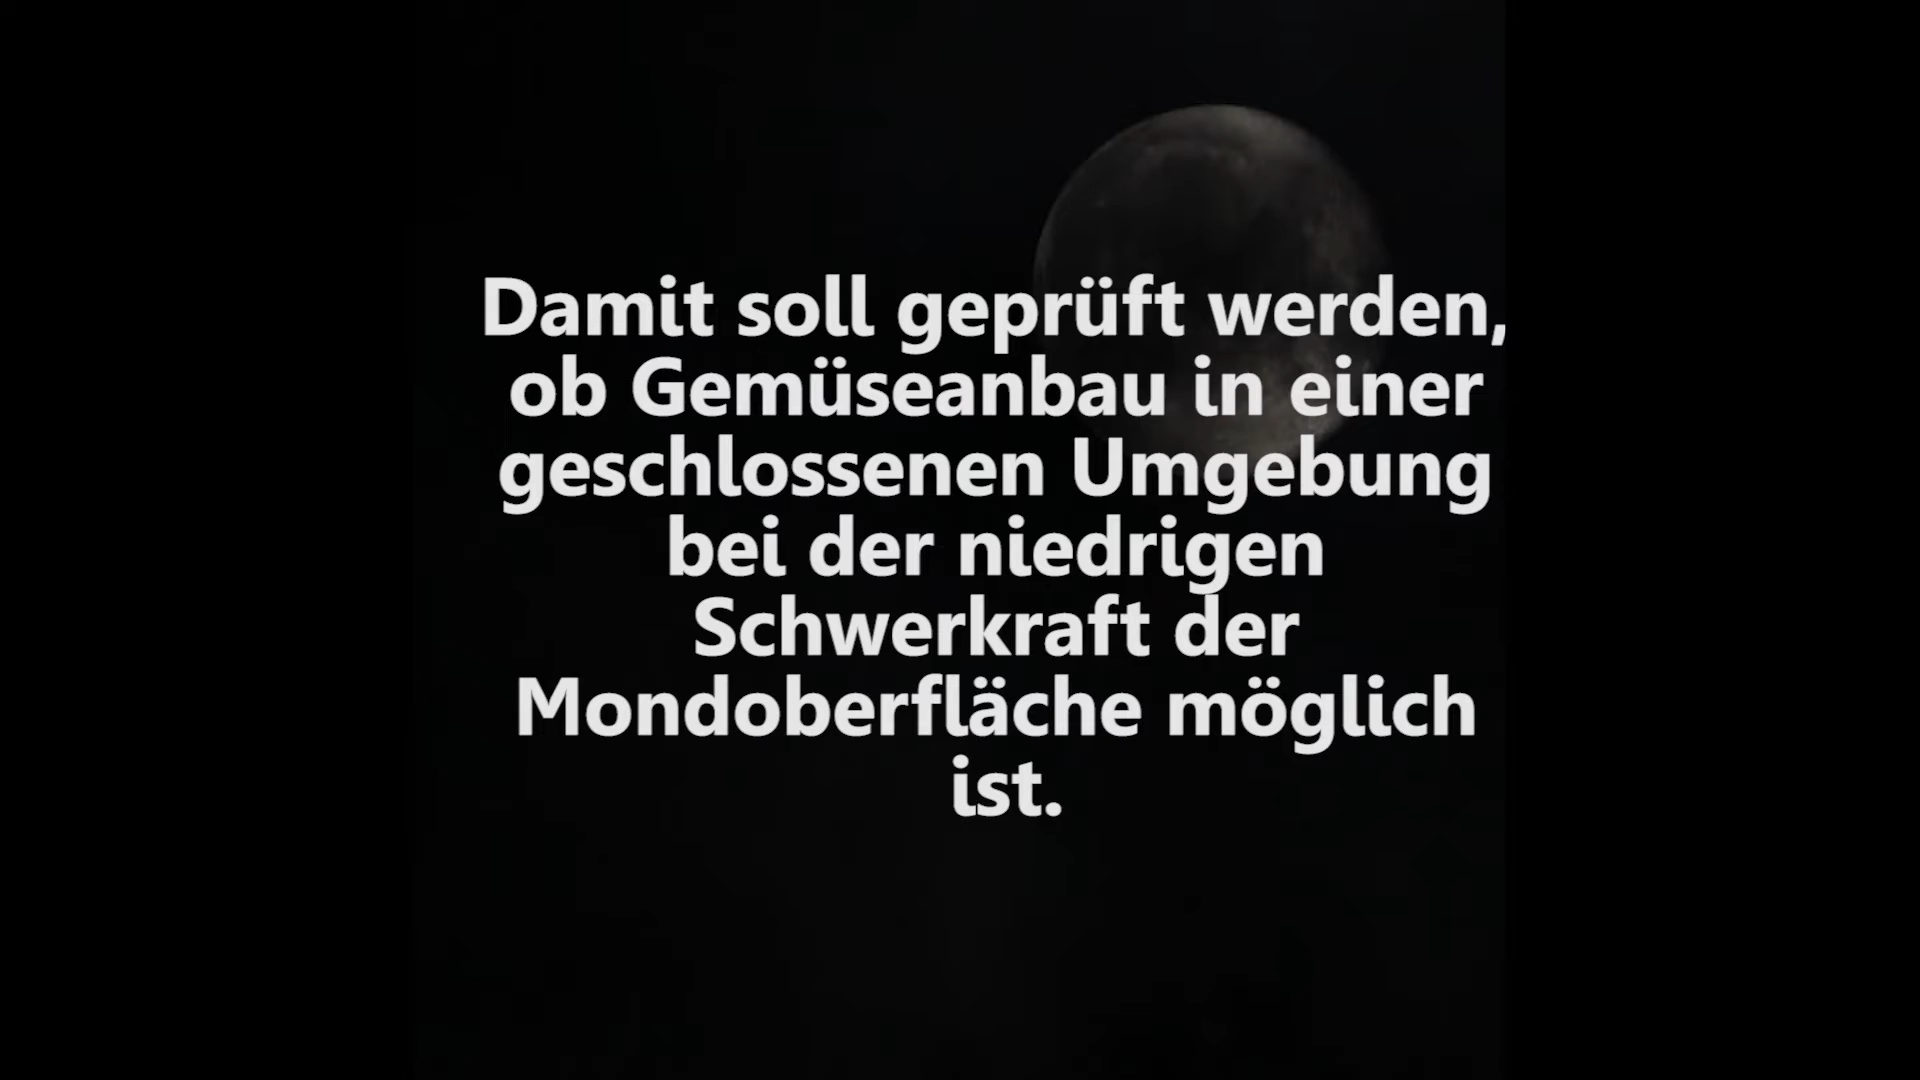 Damit soll geprüft werden,
ob Gemüseanbau in einer
geschlossenen Umgebung
bei der niedrigen
Schwerkraft der
Mondoberfläche möglich
ist.